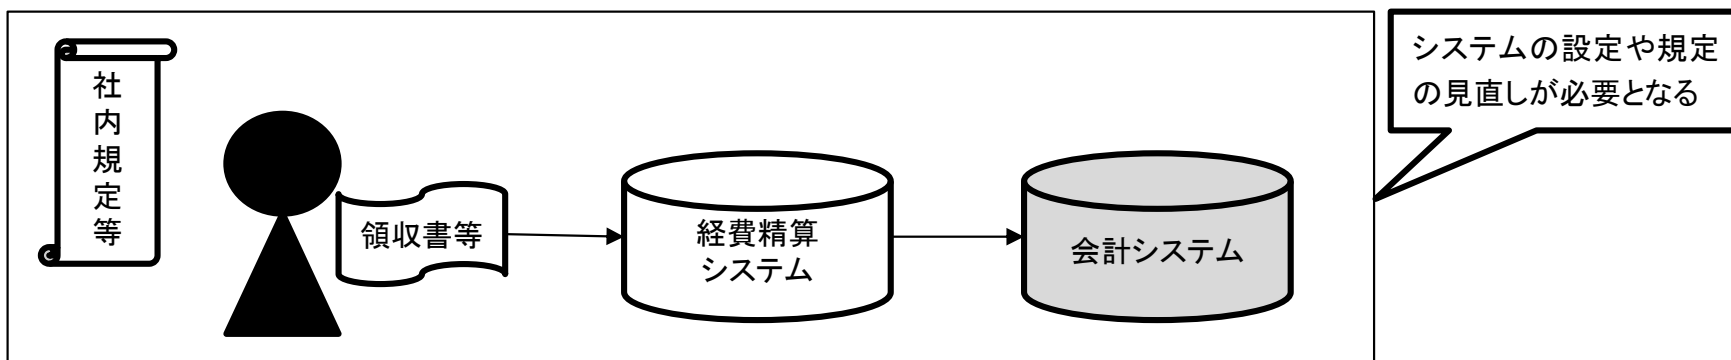 社内規定等
領収書等
経費精算
システム
会計システム
システムの設定や規定
の見直しが必要となる